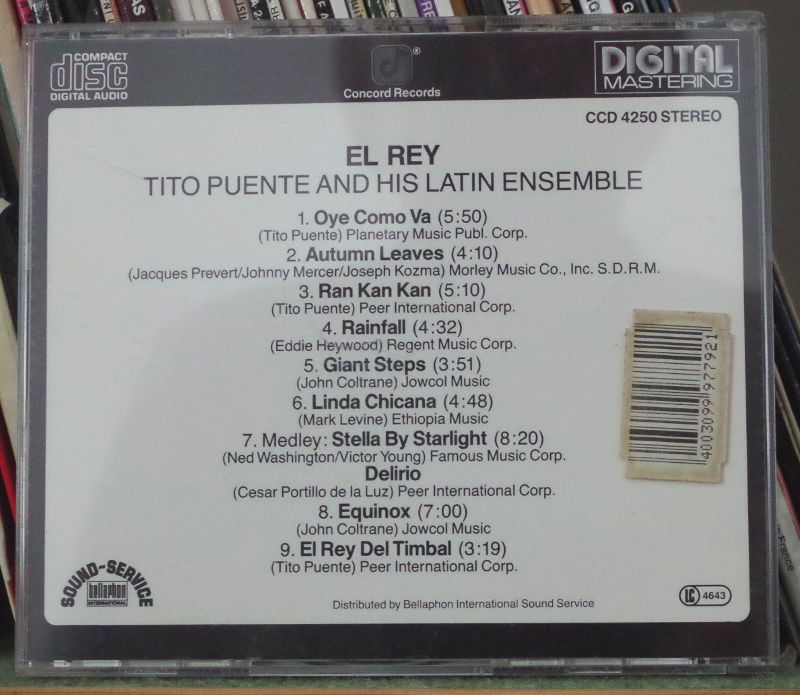 COMPACT
disc
DIGITAL AUDIO
®
Concord Records
DIGITAL
MASTERING
CCD 4250 STEREO
EL REY
TITO PUENTE AND HIS LATIN ENSEMBLE
1. Oye Como Va (5:50)
(Tito Puente) Planetary Music Publ. Corp.
2. Autumn Leaves (4:10)
(Jacques Prevert/Johnny Mercer/Joseph Kozma) Morley Music Co., Inc. S.D.R.M.
3. Ran Kan Kan (5:10)
(Tito Puente) Peer International Corp.
4. Rainfall (4:32)
(Eddie Heywood) Regent Music Corp.
5. Giant Steps (3:51)
(John Coltrane) Jowcol Music
6. Linda Chicana (4:48)
(Mark Levine) Ethiopia Music
7. Medley: Stella By Starlight (8:20)
(Ned Washington/Victor Young) Famous Music Corp.
Delirio
(Cesar Portillo de la Luz) Peer International Corp.
8. Equinox (7:00)
(John Coltrane) Jowcol Music
9. El Rey Del Timbal (3:19)
(Tito Puente) Peer International Corp.
4003099 977921
SOUND-SERVICE
bellaphon
INTERNATIONAL
Distributed by Bellaphon International Sound Service
LC 4643
France